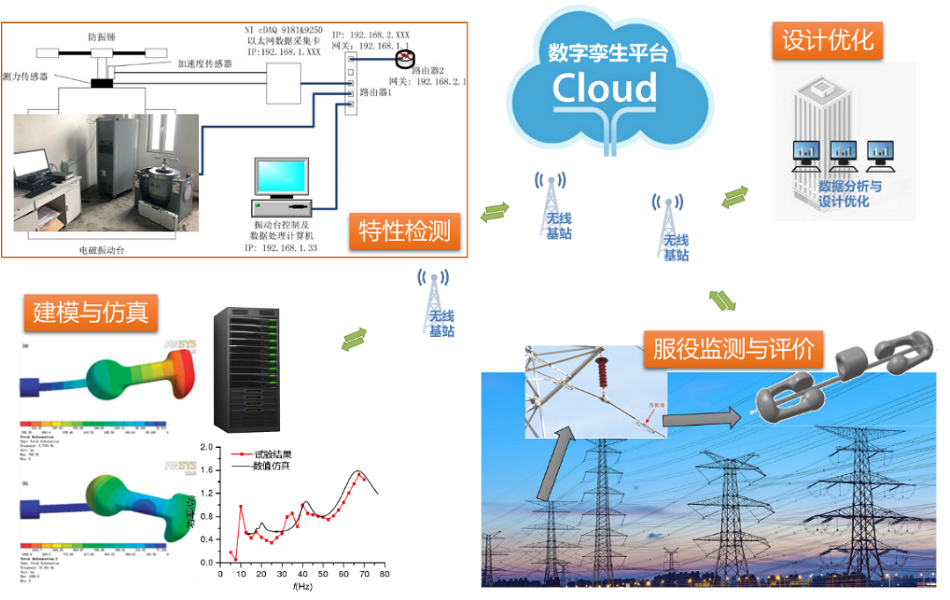 防振锤
测力传感器
加速度传感器
NI cDAQ 9181&9250
以太网数据采集卡
IP:192.168.1.XXX
IP: 192.168.2.XXX
网关: 192.168.1.1
路由器2
网关: 192.168.2.1
路由器1
振动台控制及
数据处理计算机
IP: 192.168.1.33
电磁振动台
特性检测
数字孪生平台
Cloud
设计优化
数据分析与
设计优化
无线
基站
无线
基站
无线
基站
建模与仿真
(a)
ANSYS
(b)
ANSYS
试验结果
数值仿真
2.0
1.6
1.2
0.8
0.4
0.0
0 10 20 30 40 50 60 70 80
f(Hz)
服役监测与评价